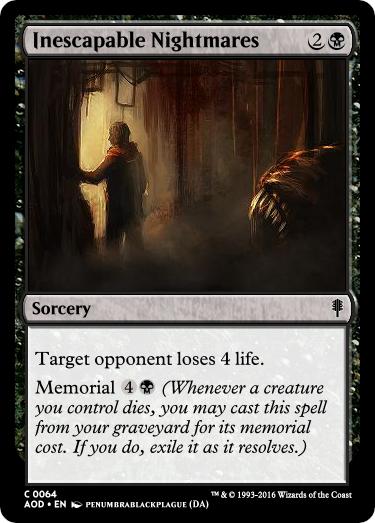 Inescapable Nightmares 2
Sorcery
Target opponent loses 4 life.
Memorial 4 (Whenever a creature
you control dies, you may cast this spell
from your graveyard for its memorial
cost. If you do, exile it as it resolves.)
C 0064
AOD • EN PENUMBRABLACKPLAGUE (DA)
™ & © 1993-2016 Wizards of the Coast